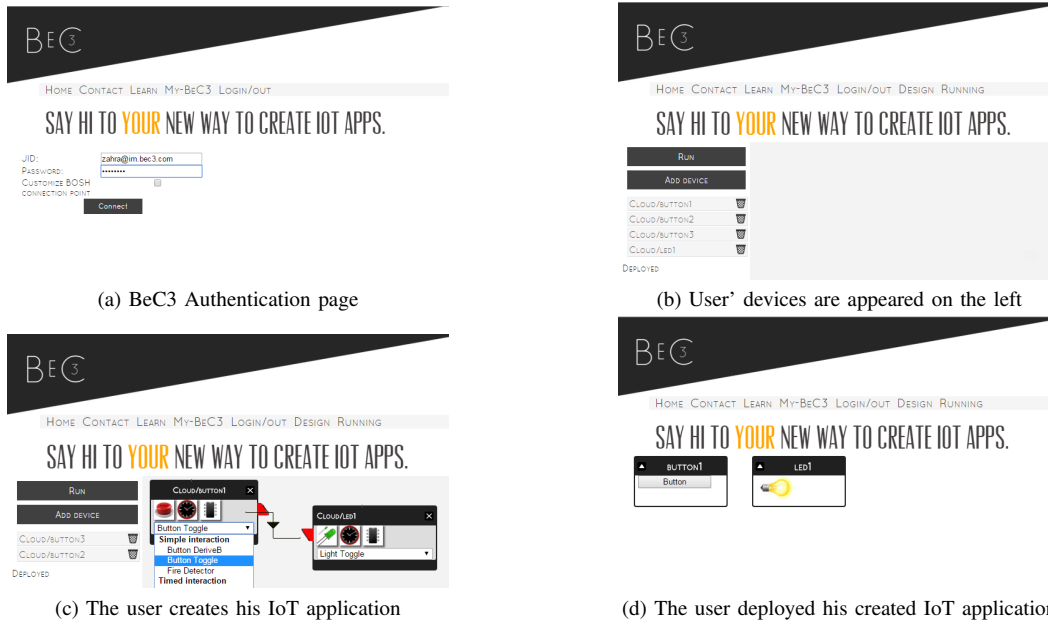 BeC3
Home Contact Learn My-BeC3 Login/out
SAY HI TO YOUR NEW WAY TO CREATE IOT APPS.
JID: zahra@im.bec3.com
Password: ••••••••
Customize BOSH
connection point
Connect
(a) BeC3 Authentication page
BeC3
Home Contact Learn My-BeC3 Login/out Design Running
SAY HI TO YOUR NEW WAY TO CREATE IOT APPS.
Run
Add device
Cloud/button1
Cloud/button2
Cloud/button3
Cloud/led1
Deployed
(b) User' devices are appeared on the left
BeC3
Home Contact Learn My-BeC3 Login/out Design Running
SAY HI TO YOUR NEW WAY TO CREATE IOT APPS.
Run
Add device
Cloud/button3
Cloud/button2
Deployed
Cloud/button1 X
Button Toggle
Simple interaction
Button DeriveB
Button Toggle
Fire Detector
Timed interaction
Cloud/led1 X
Light Toggle
(c) The user creates his IoT application
BeC3
Home Contact Learn My-BeC3 Login/out Design Running
SAY HI TO YOUR NEW WAY TO CREATE IOT APPS.
button1
Button
led1
(d) The user deployed his created IoT application